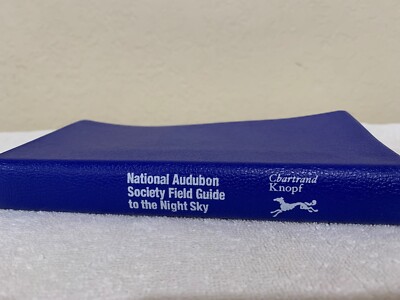 National Audubon
Society Field Guide
to the Night Sky
Chartrand
Knopf